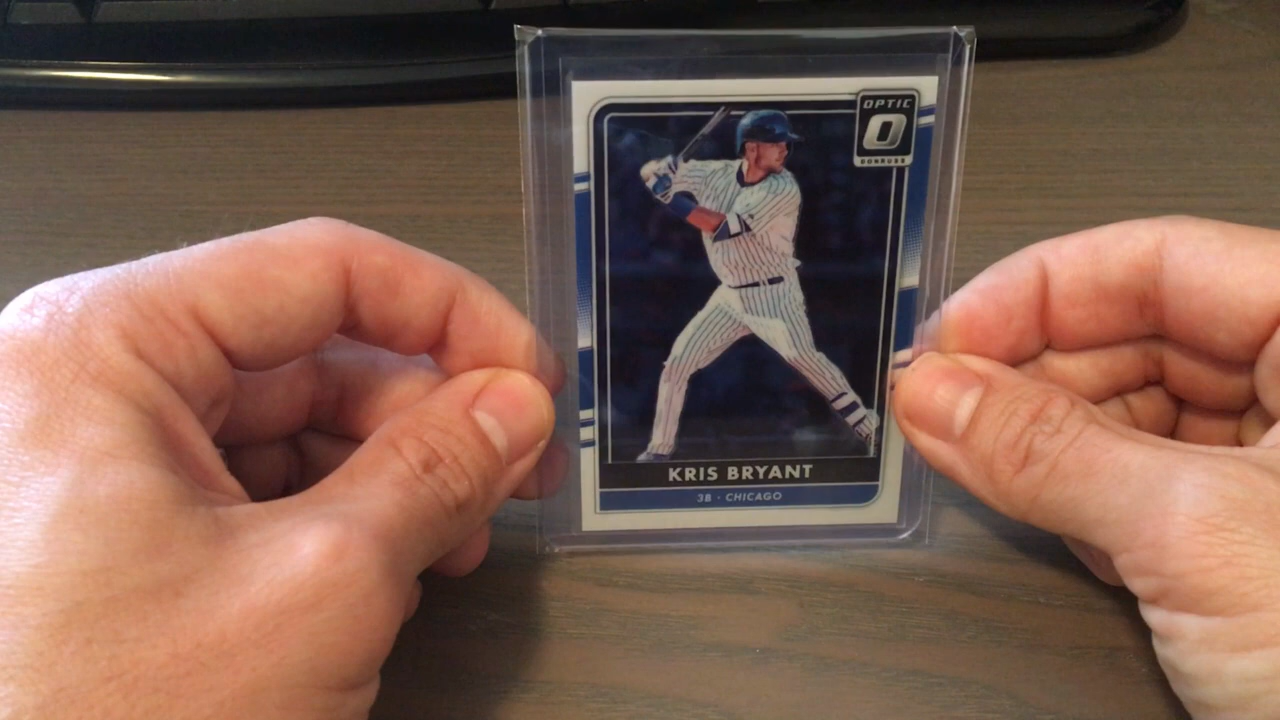 OPTIC
O
DONRUSS
KRIS BRYANT
3B · CHICAGO